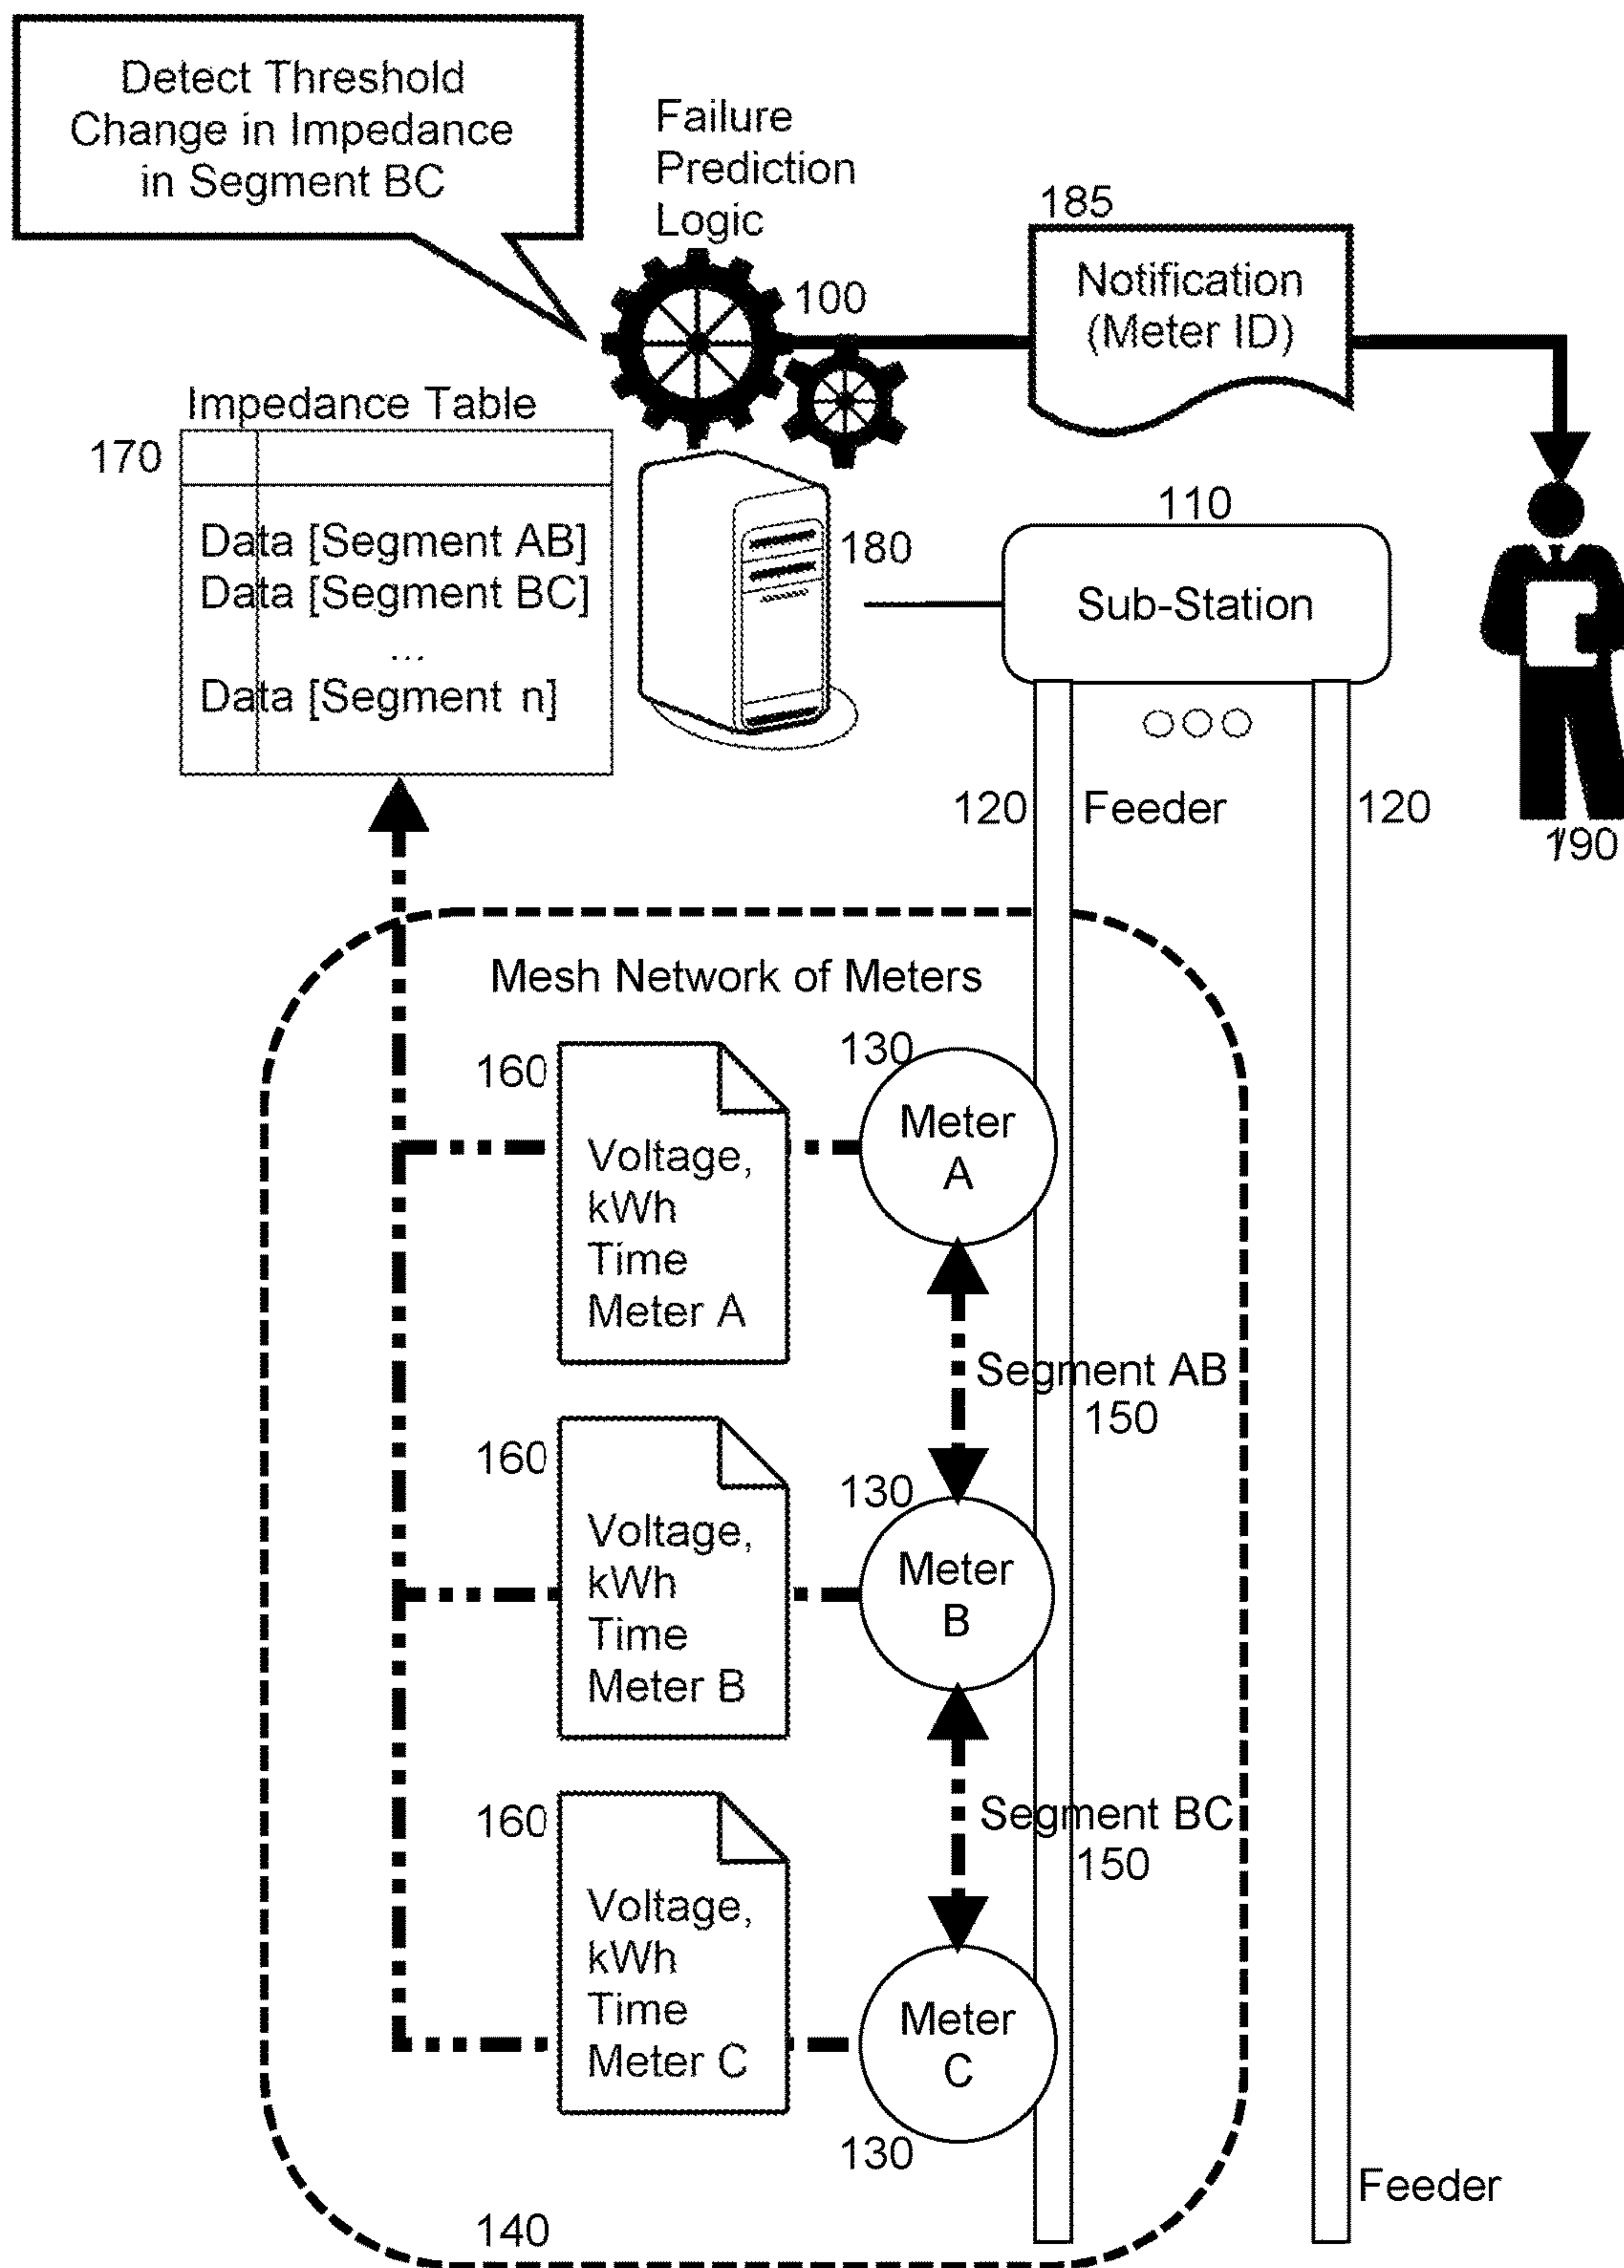 Detect Threshold
Change in Impedance
in Segment BC
Failure
Prediction
Logic
100
185
Notification
(Meter ID)
Impedance Table
170
Data [Segment AB]
Data [Segment BC]
...
Data [Segment n]
180
110
Sub-Station
190
120
Feeder
120
Mesh Network of Meters
160
Voltage,
kWh
Time
Meter A
130
Meter
A
Segment AB
150
160
Voltage,
kWh
Time
Meter B
130
Meter
B
Segment BC
150
160
Voltage,
kWh
Time
Meter C
Meter
C
130
Feeder
140